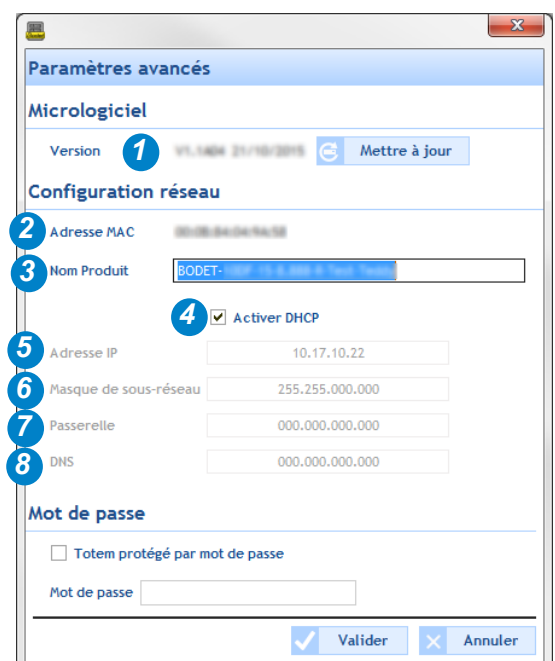 Paramètres avancés
Micrologiciel
Version 1 Mettre à jour
Configuration réseau
2 Adresse MAC
3 Nom Produit BODET-
4 Activer DHCP
5 Adresse IP 10.17.10.22
6 Masque de sous-réseau 255.255.000.000
7 Passerelle 000.000.000.000
8 DNS 000.000.000.000
Mot de passe
Totem protégé par mot de passe
Mot de passe
Valider Annuler